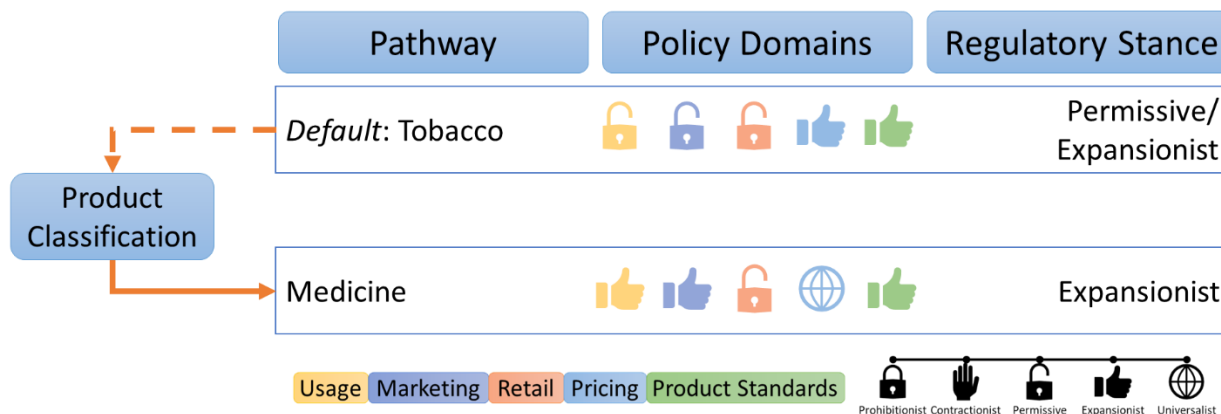 Pathway
Policy Domains
Regulatory Stance
Default: Tobacco
Permissive/
Expansionist
Product
Classification
Medicine
Expansionist
Usage Marketing Retail Pricing Product Standards
Prohibitionist Contractionist Permissive Expansionist Universalist